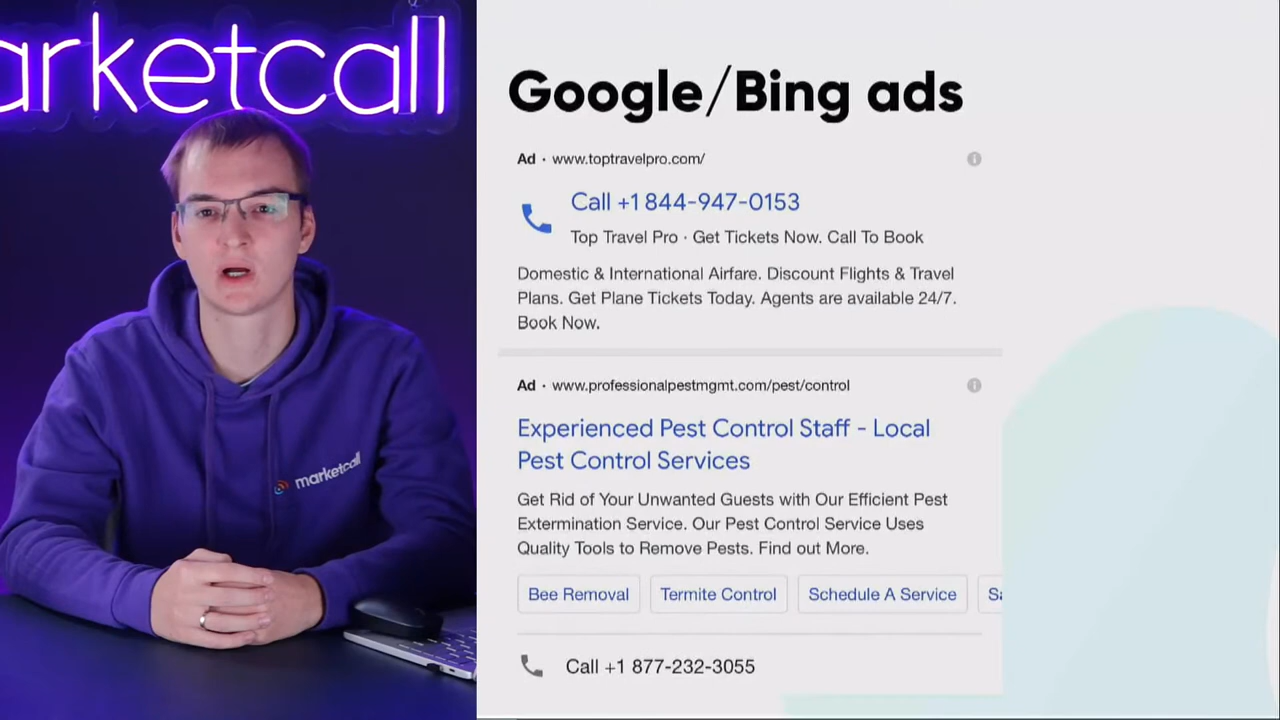 arketcall
marketcall
Google/Bing ads
Ad · www.toptravelpro.com/
Call +1 844-947-0153
Top Travel Pro · Get Tickets Now. Call To Book
Domestic & International Airfare. Discount Flights & Travel
Plans. Get Plane Tickets Today. Agents are available 24/7.
Book Now.
Ad · www.professionalpestmgmt.com/pest/control
Experienced Pest Control Staff - Local
Pest Control Services
Get Rid of Your Unwanted Guests with Our Efficient Pest
Extermination Service. Our Pest Control Service Uses
Quality Tools to Remove Pests. Find out More.
Bee Removal Termite Control Schedule A Service Sa
Call +1 877-232-3055